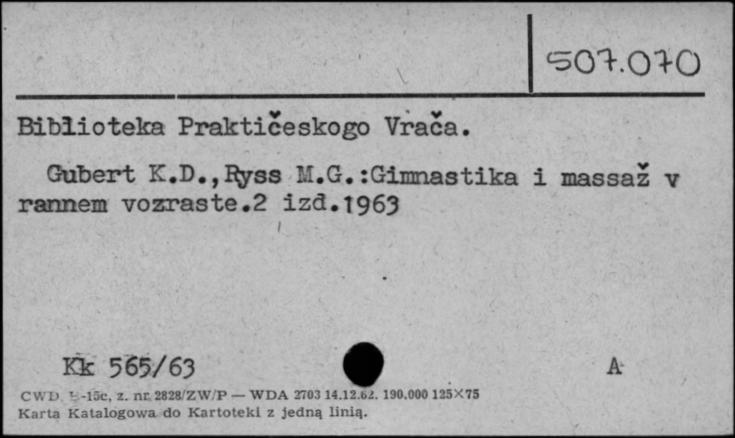 507.070
Biblioteka Praktičeskogo Vrača.
Gubert K.D.,Ryss M.G.:Gimnastika i massaž v
rannem vozraste.2 izd.1963
Kk 565/63
A
CWD -15c, z. nr 2828/ZW/P — WDA 2703 14.12.62. 190.000 125×75
Karta Katalogowa do Kartoteki z jedną linią.